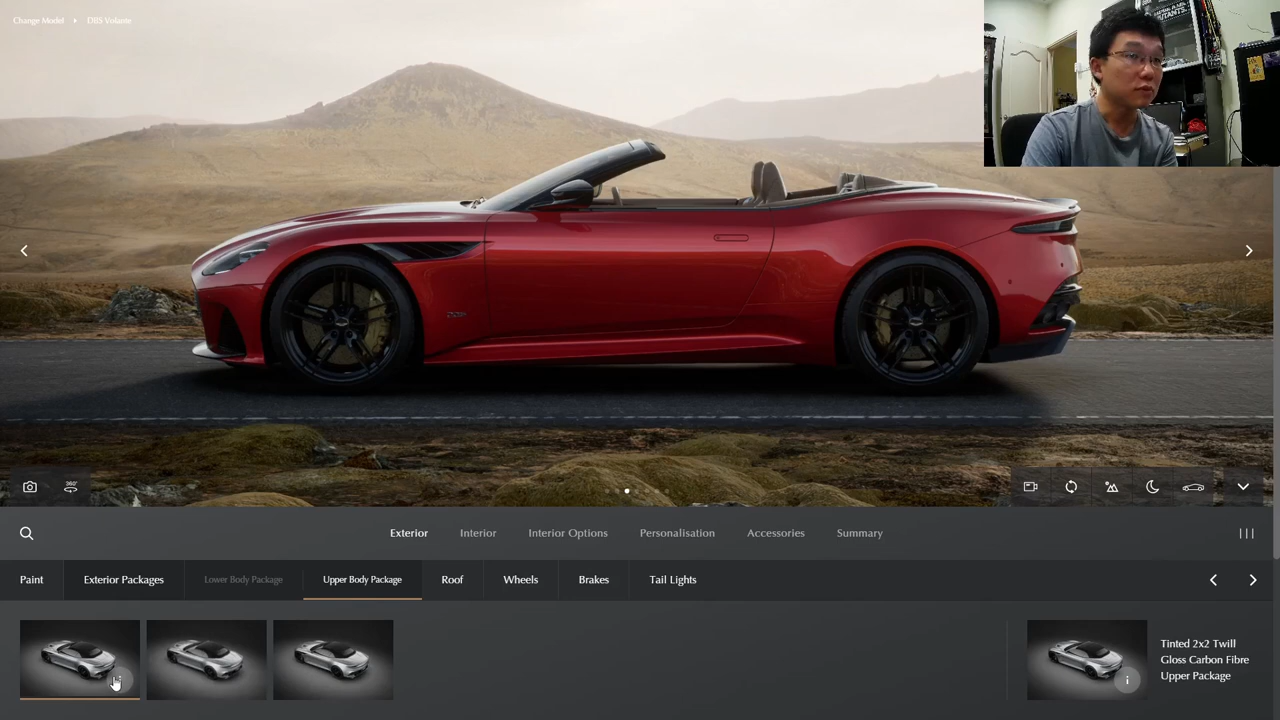 Change Model
DBS Volante
360°
Exterior
Interior
Interior Options
Personalisation
Accessories
Summary
Paint
Exterior Packages
Lower Body Package
Upper Body Package
Roof
Wheels
Brakes
Tail Lights
Tinted 2x2 Twill
Gloss Carbon Fibre
Upper Package
i